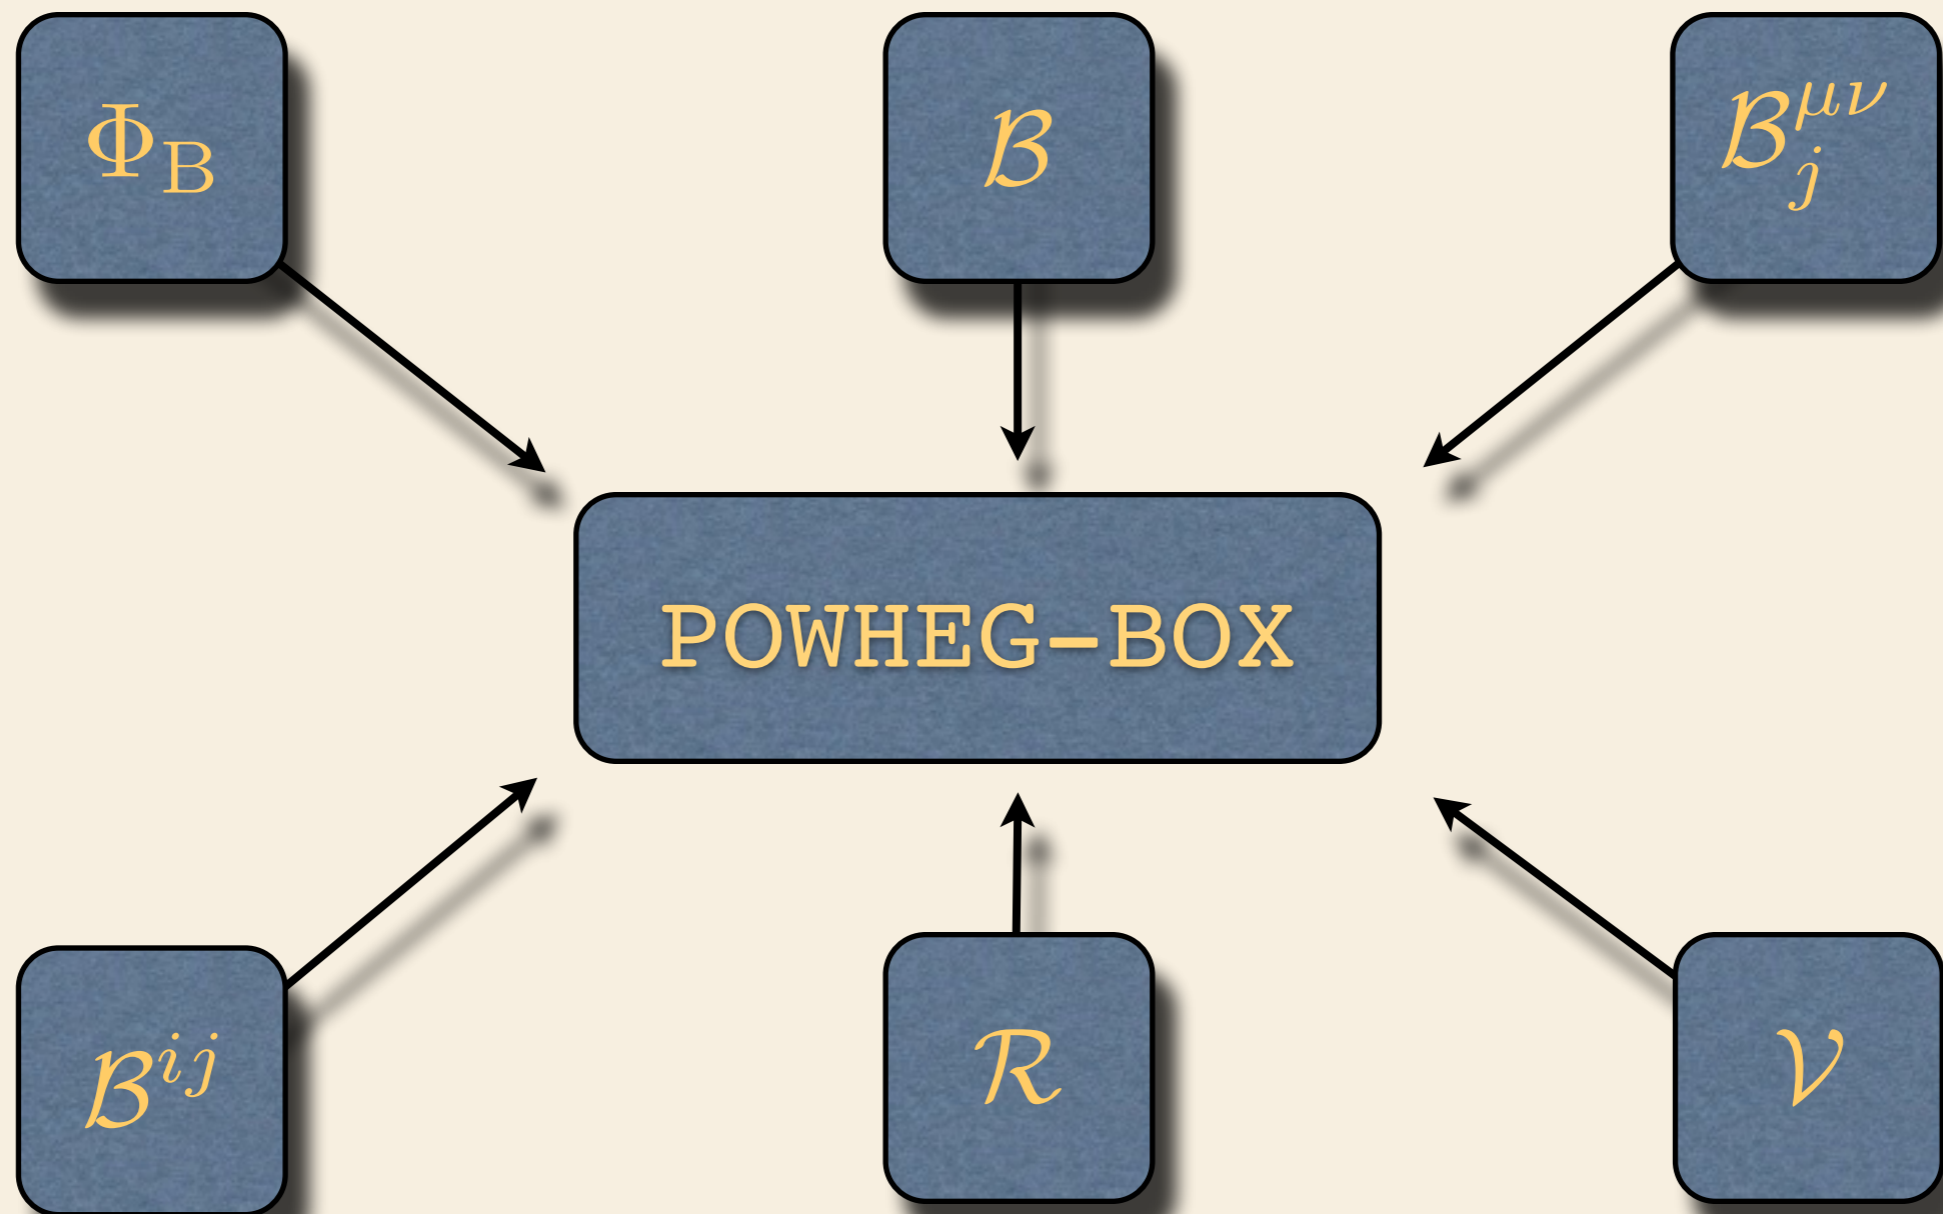 Φ_B
ℬ
ℬ_j^{μν}
POWHEG-BOX
ℬ^{ij}
ℛ
𝒱